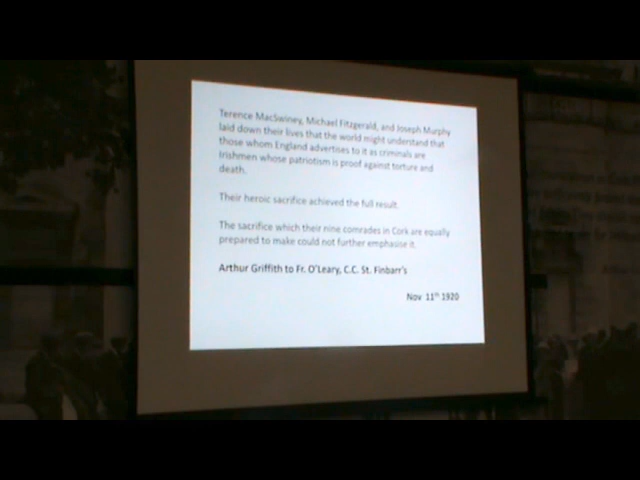 Terence MacSwiney, Michael Fitzgerald, and Joseph Murphy
laid down their lives that the world might understand that
those whom England advertises to it as criminals are
Irishmen whose patriotism is proof against torture and
death.
Their heroic sacrifice achieved the full result.
The sacrifice which their nine comrades in Cork are equally
prepared to make could not further emphasise it.
Arthur Griffith to Fr. O'Leary, C.C. St. Finbarr's
Nov 11th 1920